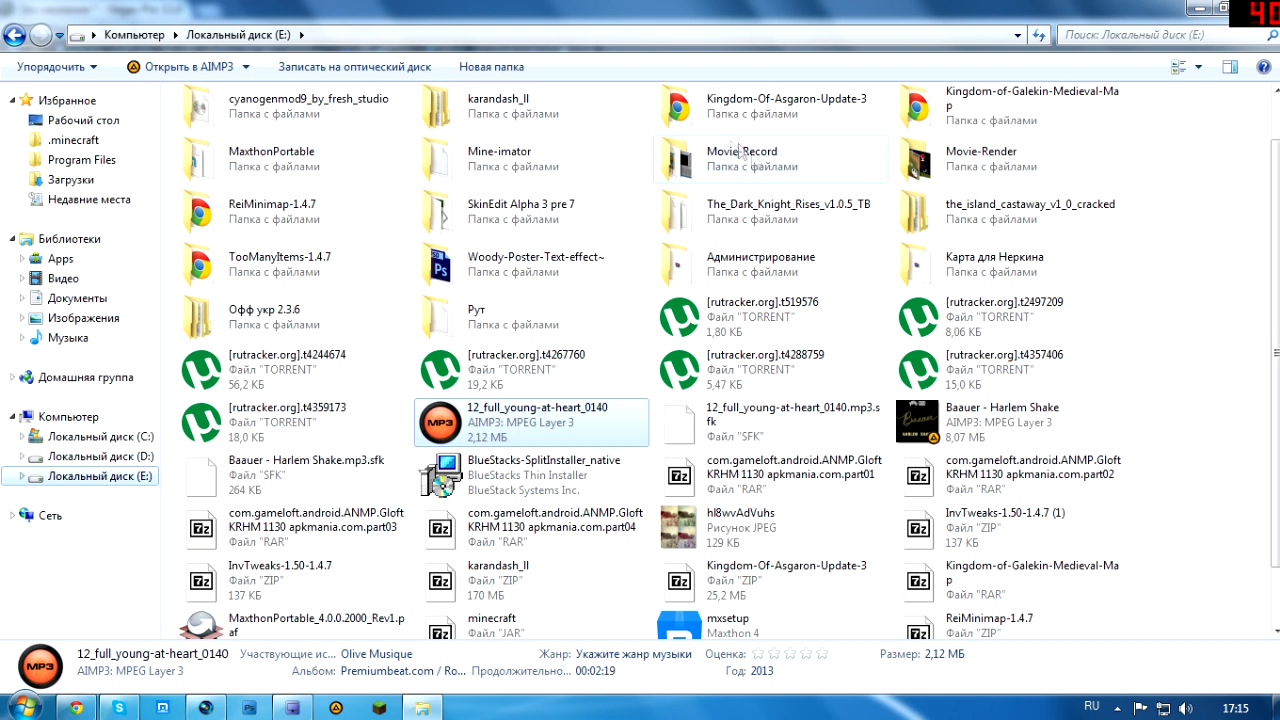 40
Компьютер
Локальный диск (E:)
Поиск: Локальный диск (E:)
Упорядочить
Открыть в AIMP3
Записать на оптический диск
Новая папка
Избранное
Рабочий стол
.minecraft
Program Files
Загрузки
Недавние места
Библиотеки
Apps
Видео
Документы
Изображения
Музыка
Домашняя группа
Компьютер
Локальный диск (C:)
Локальный диск (D:)
Локальный диск (E:)
Сеть
cyanogenmod9_by_fresh_studio
Папка с файлами
karandash_II
Папка с файлами
Kingdom-Of-Asgaron-Update-3
Папка с файлами
Kingdom-of-Galekin-Medieval-Ma
p
Папка с файлами
MaxthonPortable
Папка с файлами
Mine-imator
Папка с файлами
Movie-Record
Папка с файлами
Movie-Render
Папка с файлами
ReiMinimap-1.4.7
Папка с файлами
SkinEdit Alpha 3 pre 7
Папка с файлами
The_Dark_Knight_Rises_v1.0.5_TB
Папка с файлами
the_island_castaway_v1_0_cracked
Папка с файлами
TooManyItems-1.4.7
Папка с файлами
Woody-Poster-Text-effect~
Папка с файлами
Администрирование
Папка с файлами
Карта для Неркина
Папка с файлами
Офф укр 2.3.6
Папка с файлами
Рут
Папка с файлами
[rutracker.org].t519576
Файл "TORRENT"
1,80 КБ
[rutracker.org].t2497209
Файл "TORRENT"
8,06 КБ
[rutracker.org].t4244674
Файл "TORRENT"
56,2 КБ
[rutracker.org].t4267760
Файл "TORRENT"
19,2 КБ
[rutracker.org].t4288759
Файл "TORRENT"
5,47 КБ
[rutracker.org].t4357406
Файл "TORRENT"
15,0 КБ
[rutracker.org].t4359173
Файл "TORRENT"
18,0 КБ
MP3
12_full_young-at-heart_0140
AIMP3: MPEG Layer 3
2,12 МБ
12_full_young-at-heart_0140.mp3.s
fk
Файл "SFK"
Baauer - Harlem Shake
AIMP3: MPEG Layer 3
8,07 МБ
Baauer - Harlem Shake.mp3.sfk
Файл "SFK"
264 КБ
BlueStacks-SplitInstaller_native
BlueStacks Thin Installer
BlueStack Systems Inc.
com.gameloft.android.ANMP.Gloft
KRHM 1130 apkmania.com.part01
Файл "RAR"
com.gameloft.android.ANMP.Gloft
KRHM 1130 apkmania.com.part02
Файл "RAR"
com.gameloft.android.ANMP.Gloft
KRHM 1130 apkmania.com.part03
Файл "RAR"
com.gameloft.android.ANMP.Gloft
KRHM 1130 apkmania.com.part04
Файл "RAR"
hl8wvAdVuhs
Рисунок JPEG
129 КБ
InvTweaks-1.50-1.4.7 (1)
Файл "ZIP"
137 КБ
InvTweaks-1.50-1.4.7
Файл "ZIP"
137 КБ
karandash_II
Файл "ZIP"
170 МБ
Kingdom-Of-Asgaron-Update-3
Файл "ZIP"
25,2 МБ
Kingdom-of-Galekin-Medieval-Ma
p
Файл "RAR"
MaxthonPortable_4.0.0.2000_Rev1.p
af
minecraft
Файл "JAR"
mxsetup
Maxthon 4
ReiMinimap-1.4.7
Файл "ZIP"
MP3
12_full_young-at-heart_0140
AIMP3: MPEG Layer 3
Участвующие ис... Olive Musique
Альбом: Premiumbeat.com / Ro...
Жанр: Укажите жанр музыки
Продолжительно... 00:02:19
Оценка:
Год: 2013
Размер: 2,12 МБ
RU
17:15